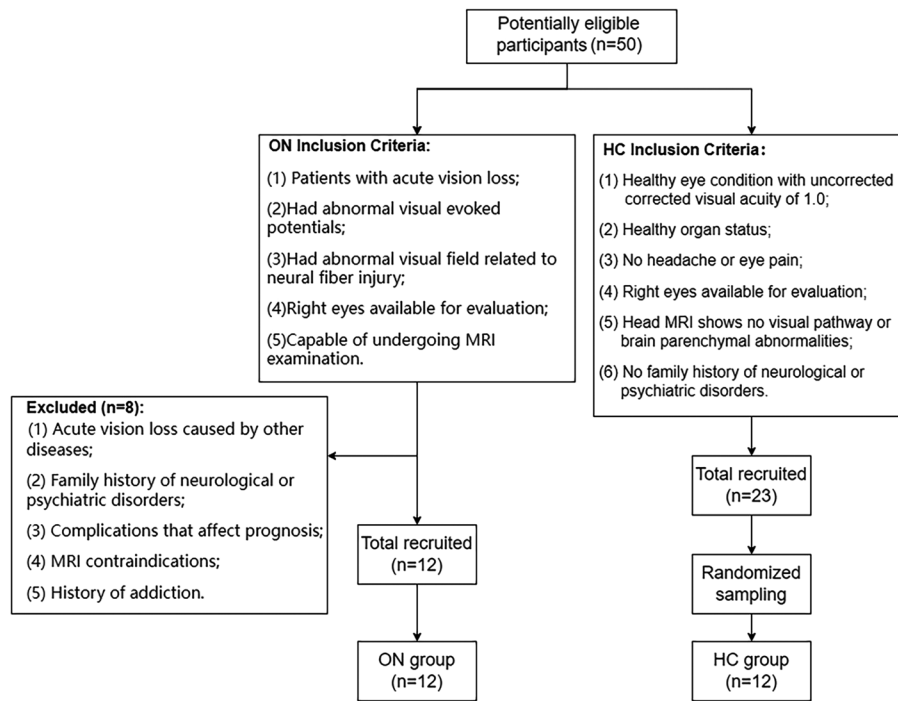 Potentially eligible
participants (n=50)
ON Inclusion Criteria:
(1) Patients with acute vision loss;
(2)Had abnormal visual evoked
potentials;
(3)Had abnormal visual field related to
neural fiber injury;
(4)Right eyes available for evaluation;
(5)Capable of undergoing MRI
examination.
HC Inclusion Criteria:
(1) Healthy eye condition with uncorrected
corrected visual acuity of 1.0;
(2) Healthy organ status;
(3) No headache or eye pain;
(4) Right eyes available for evaluation;
(5) Head MRI shows no visual pathway or
brain parenchymal abnormalities;
(6) No family history of neurological or
psychiatric disorders.
Excluded (n=8):
(1) Acute vision loss caused by other
diseases;
(2) Family history of neurological or
psychiatric disorders;
(3) Complications that affect prognosis;
(4) MRI contraindications;
(5) History of addiction.
Total recruited
(n=12)
ON group
(n=12)
Total recruited
(n=23)
Randomized
sampling
HC group
(n=12)